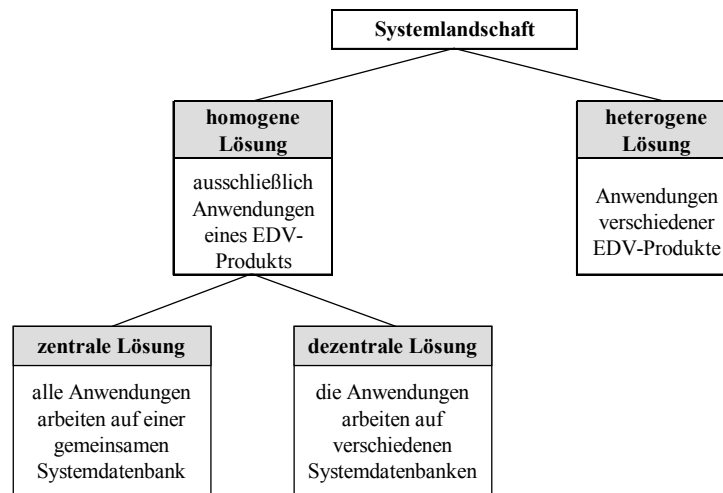 Systemlandschaft
homogene
Lösung
ausschließlich
Anwendungen
eines EDV-
Produkts
heterogene
Lösung
Anwendungen
verschiedener
EDV-Produkte
zentrale Lösung
alle Anwendungen
arbeiten auf einer
gemeinsamen
Systemdatenbank
dezentrale Lösung
die Anwendungen
arbeiten auf
verschiedenen
Systemdatenbanken